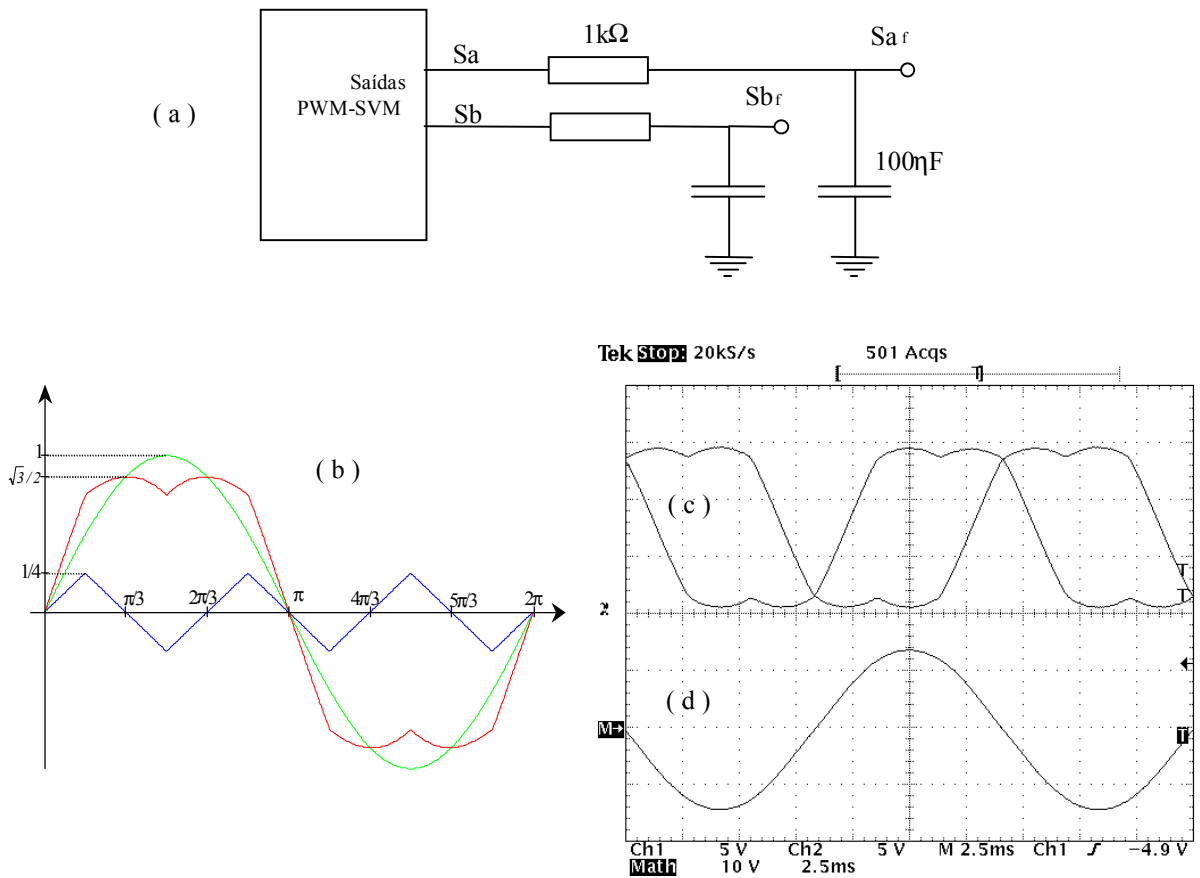 1kΩ
Sa
Sa f
Saídas
PWM-SVM
Sb f
( a )
Sb
100ηF
Tek Stop: 20kS/s 501 Acqs
[ T ]
1
√3/2
( b )
( c )
1/4
π/3 2π/3 π 4π/3 5π/3 2π
T
T
( d )
M→
T
Ch1 5 V Ch2 5 V M 2.5ms Ch1 −4.9 V
Math 10 V 2.5ms